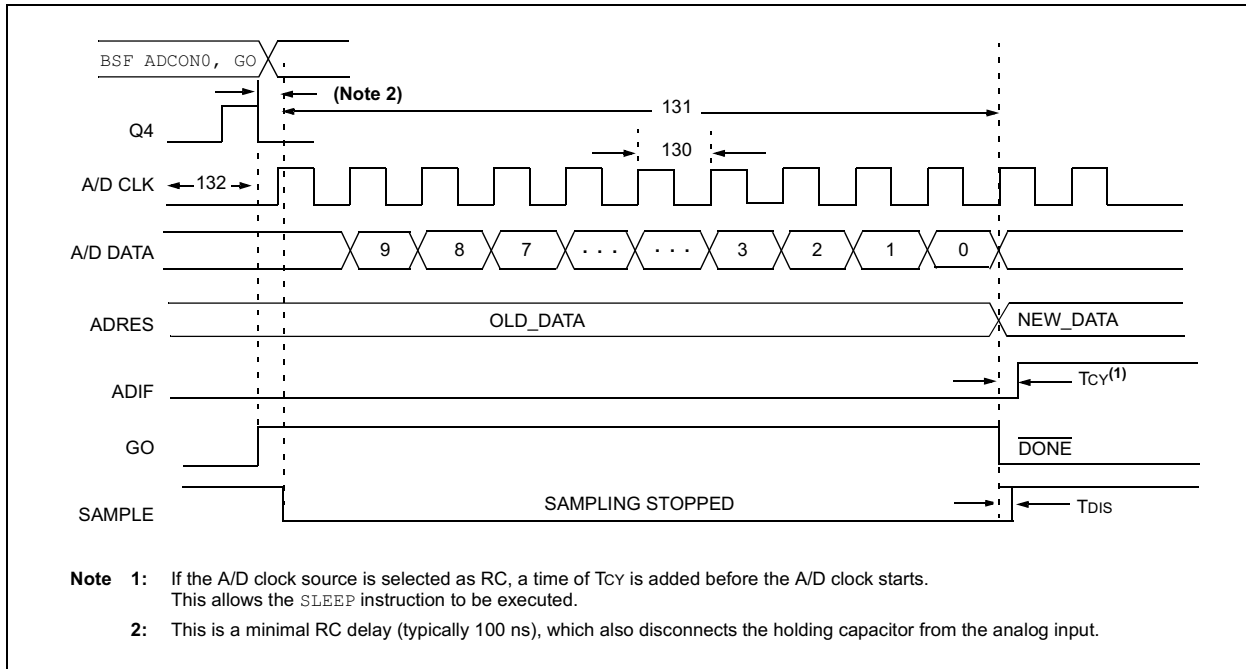 BSF ADCON0, GO
(Note 2)
131
Q4
130
A/D CLK
132
A/D DATA
9 8 7 . . . . . . 3 2 1 0
ADRES
OLD_DATA
NEW_DATA
ADIF
TCY(1)
GO
DONE
SAMPLE
SAMPLING STOPPED
TDIS
Note 1: If the A/D clock source is selected as RC, a time of TCY is added before the A/D clock starts.
This allows the SLEEP instruction to be executed.
2: This is a minimal RC delay (typically 100 ns), which also disconnects the holding capacitor from the analog input.